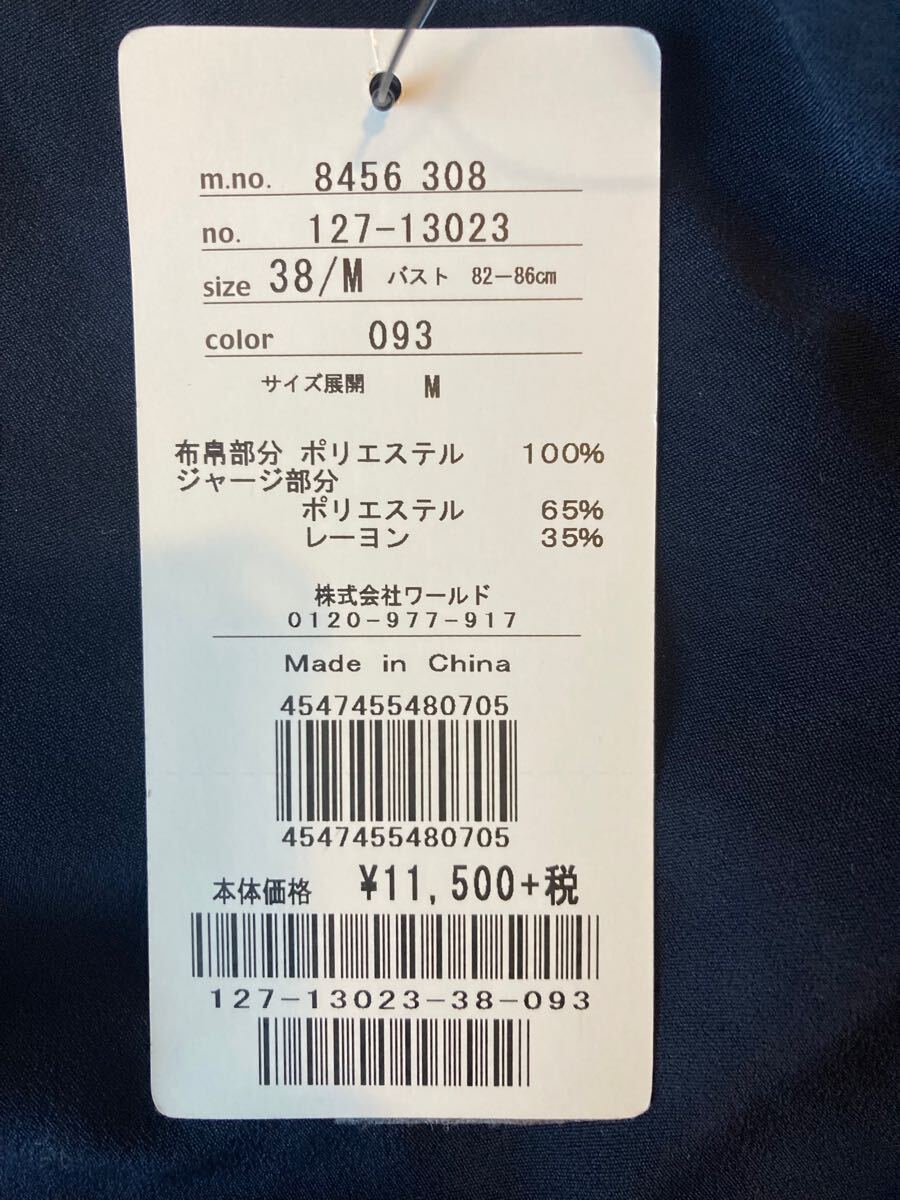 m.no. 8456 308
no. 127-13023
size 38/M バスト 82-86cm
color 093
サイズ展開 M
布帛部分 ポリエステル 100%
ジャージ部分
ポリエステル 65%
レーヨン 35%
株式会社ワールド
0120-977-917
Made in China
4547455480705
4547455480705
本体価格 ¥11,500+税
127-13023-38-093